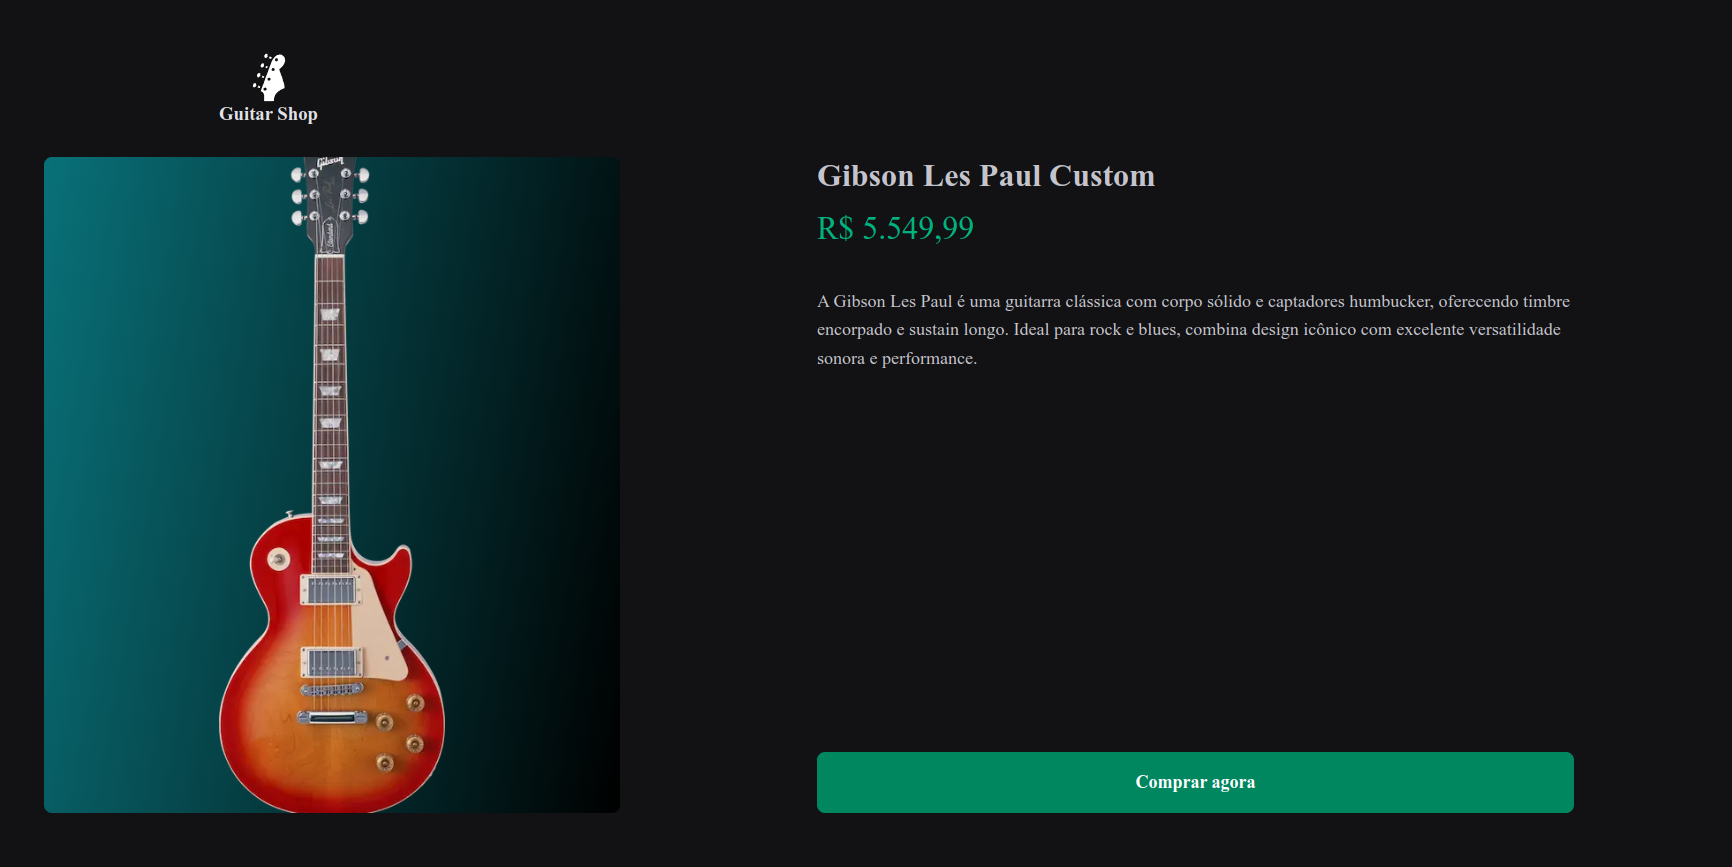 Guitar Shop
Gibson
Standard
Gibson Les Paul Custom
R$ 5.549,99
A Gibson Les Paul é uma guitarra clássica com corpo sólido e captadores humbucker, oferecendo timbre
encorpado e sustain longo. Ideal para rock e blues, combina design icônico com excelente versatilidade
sonora e performance.
Comprar agora